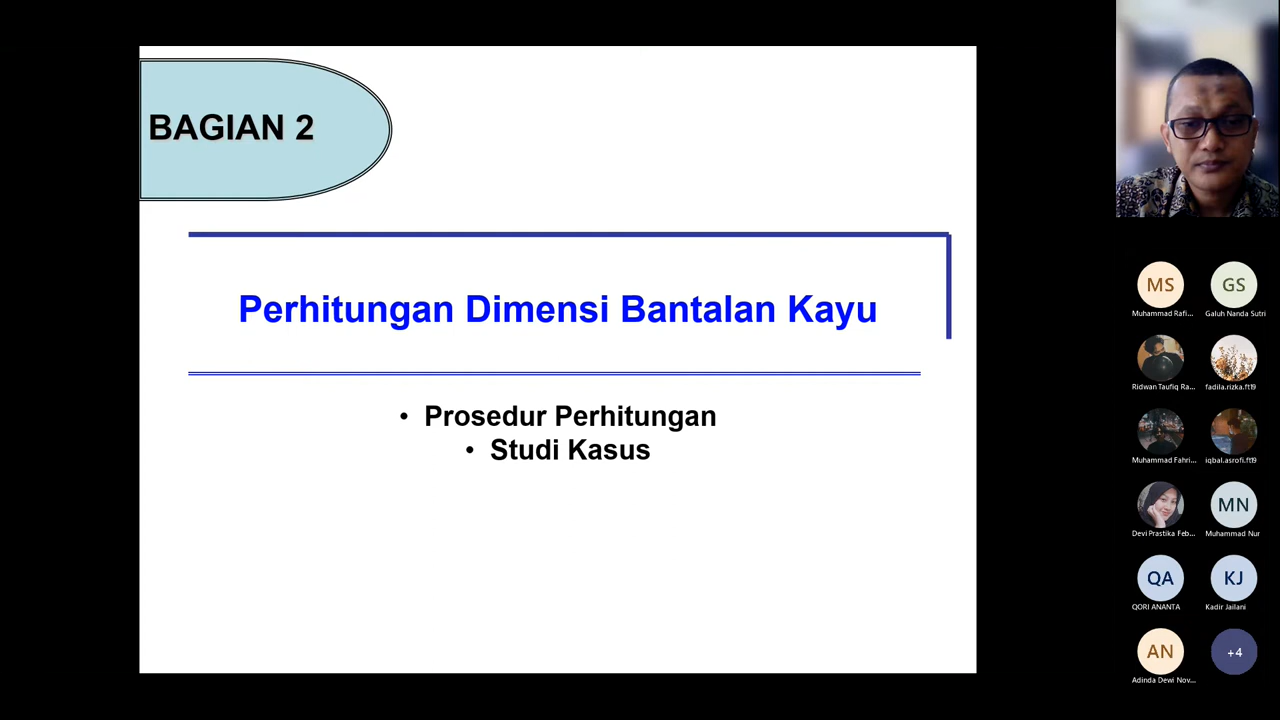 BAGIAN 2
Perhitungan Dimensi Bantalan Kayu
• Prosedur Perhitungan
• Studi Kasus
MS
GS
Muhammad Rafi...
Galuh Nanda Sutri
Ridwan Taufiq Ra...
fadila.rizka.ft19
Muhammad Fahri...
iqbal.asrofi.ft19
MN
Devi Prastika Feb...
Muhammad Nur
QA
KJ
QORI ANANTA
Kadir Jailani
AN
+4
Adinda Dewi Nov...